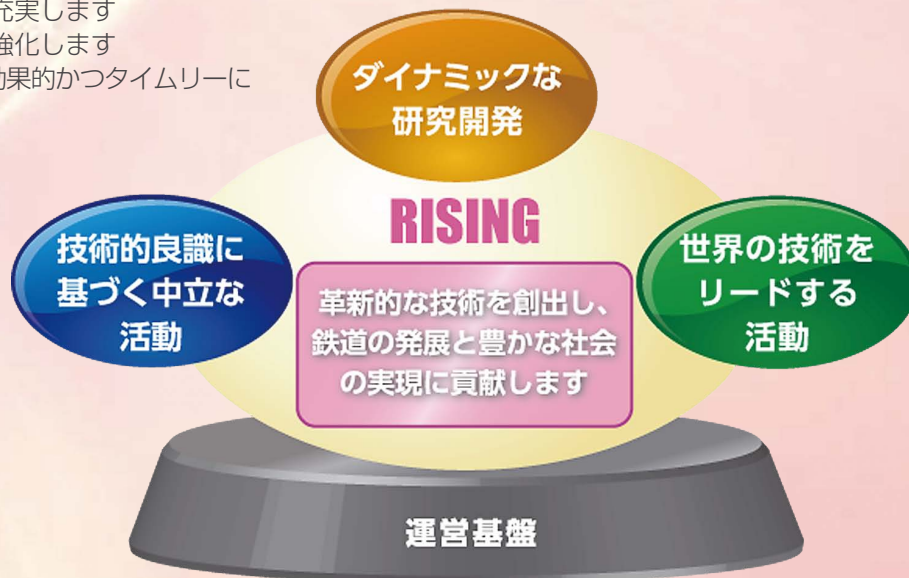 充実します
強化します
効果的かつタイムリーに
ダイナミックな
研究開発
RISING
技術的良識に
基づく中立な
活動
革新的な技術を創出し、
鉄道の発展と豊かな社会
の実現に貢献します
世界の技術を
リードする
活動
運営基盤